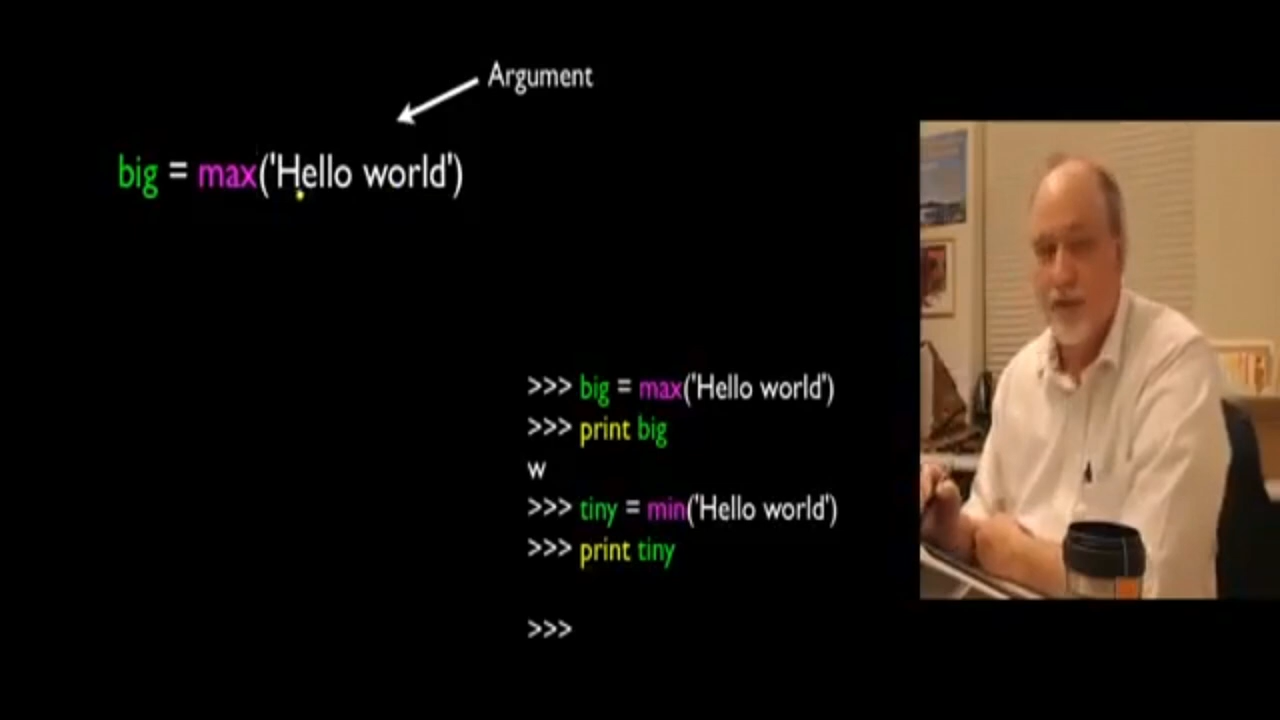 Argument
big = max('Hello world')
>>> big = max('Hello world')
>>> print big
w
>>> tiny = min('Hello world')
>>> print tiny
>>>